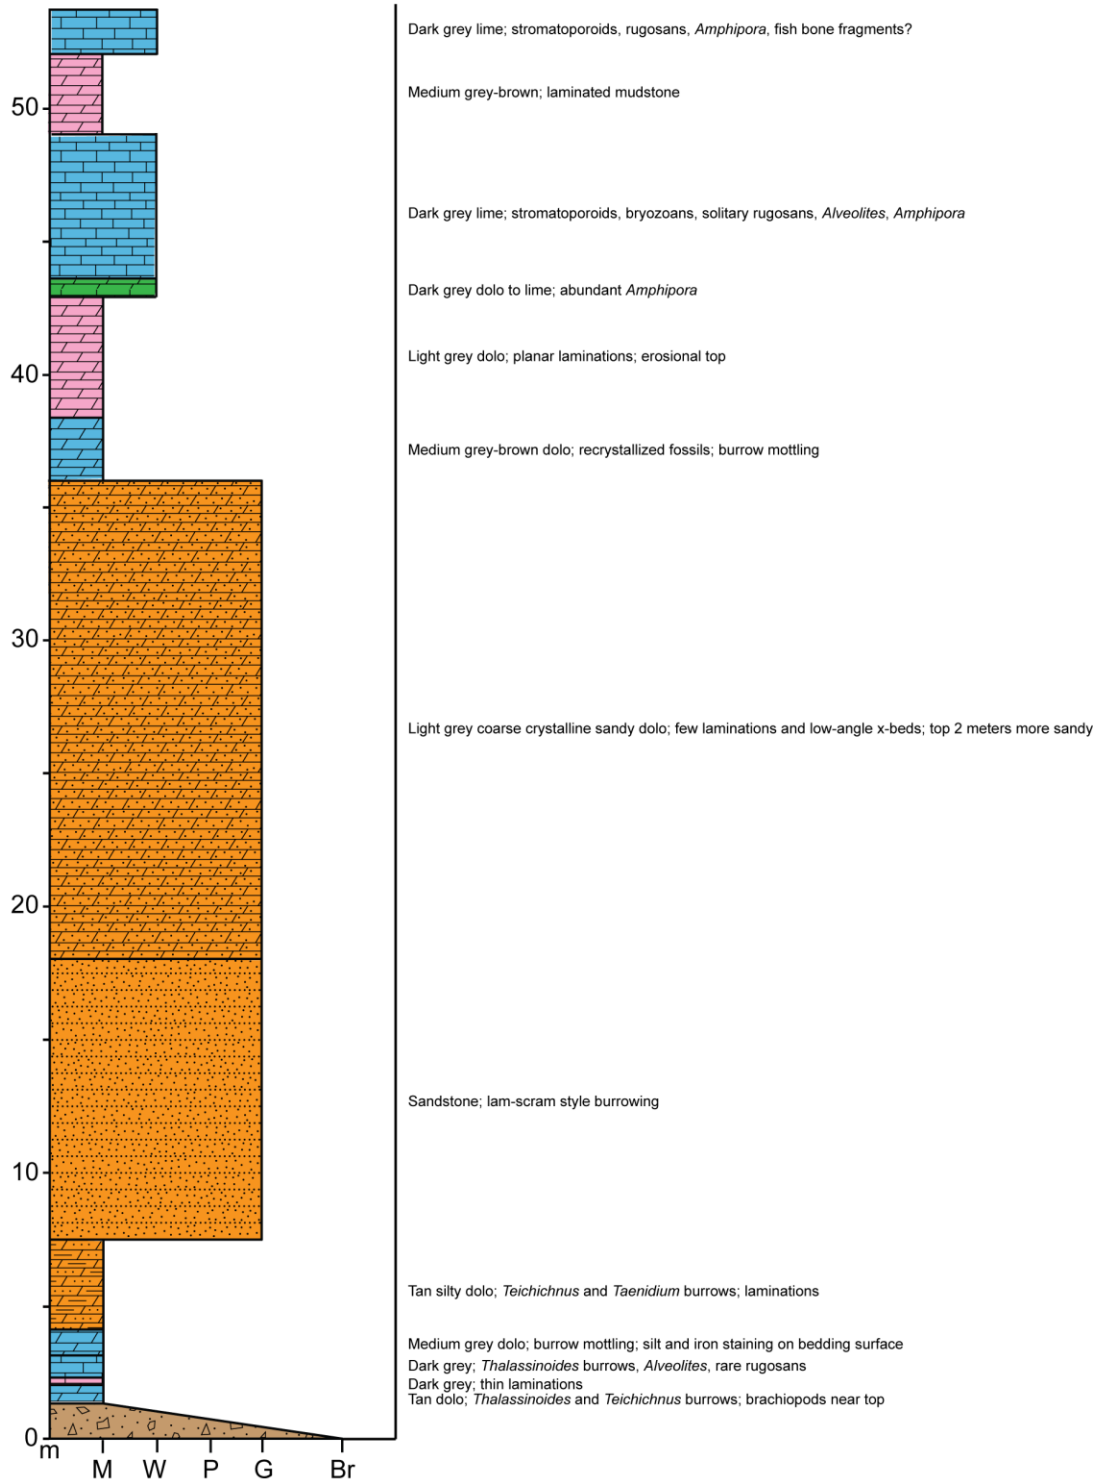 Dark grey lime; stromatoporoids, rugosans, Amphipora, fish bone fragments?
Medium grey-brown; laminated mudstone
50
Dark grey lime; stromatoporoids, bryozoans, solitary rugosans, Alveolites, Amphipora
Dark grey dolo to lime; abundant Amphipora
Light grey dolo; planar laminations; erosional top
40
Medium grey-brown dolo; recrystallized fossils; burrow mottling
30
Light grey coarse crystalline sandy dolo; few laminations and low-angle x-beds; top 2 meters more sandy
20
Sandstone; lam-scram style burrowing
10
Tan silty dolo; Teichichnus and Taenidium burrows; laminations
Medium grey dolo; burrow mottling; silt and iron staining on bedding surface
Dark grey; Thalassinoides burrows, Alveolites, rare rugosans
Dark grey; thin laminations
Tan dolo; Thalassinoides and Teichichnus burrows; brachiopods near top
0
m
M W P G Br